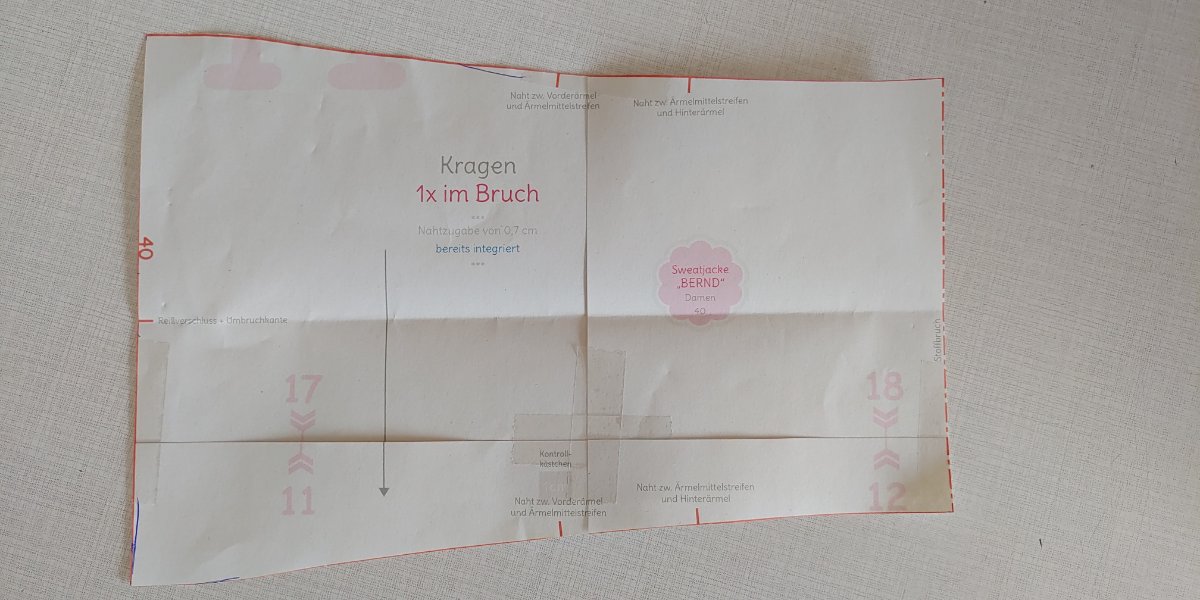 Naht zw. Vorderärmel
und Ärmelmittelstreifen
Naht zw. Ärmelmittelstreifen
und Hinterärmel
Kragen
1x im Bruch
***
Nahtzugabe von 0,7 cm
bereits integriert
***
40
Sweatjacke
„BERND“
Damen
40
Reißverschluss + Umbruchkante
Stoffbruch
17
18
11
12
Kontroll-
kästchen
Naht zw. Vorderärmel
und Ärmelmittelstreifen
Naht zw. Ärmelmittelstreifen
und Hinterärmel